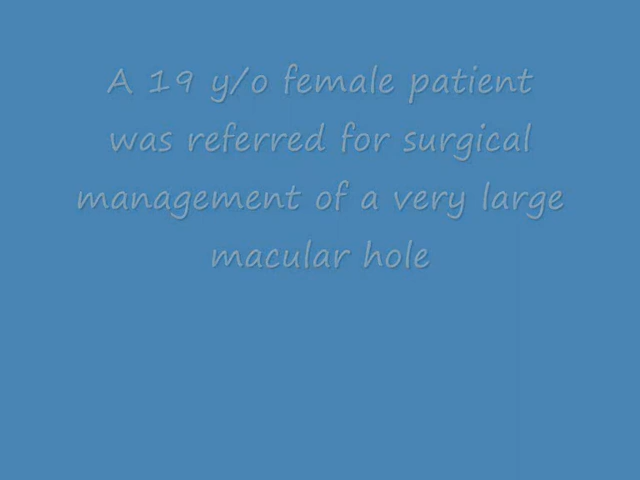 A 19 y/o female patient
was referred for surgical
management of a very large
macular hole